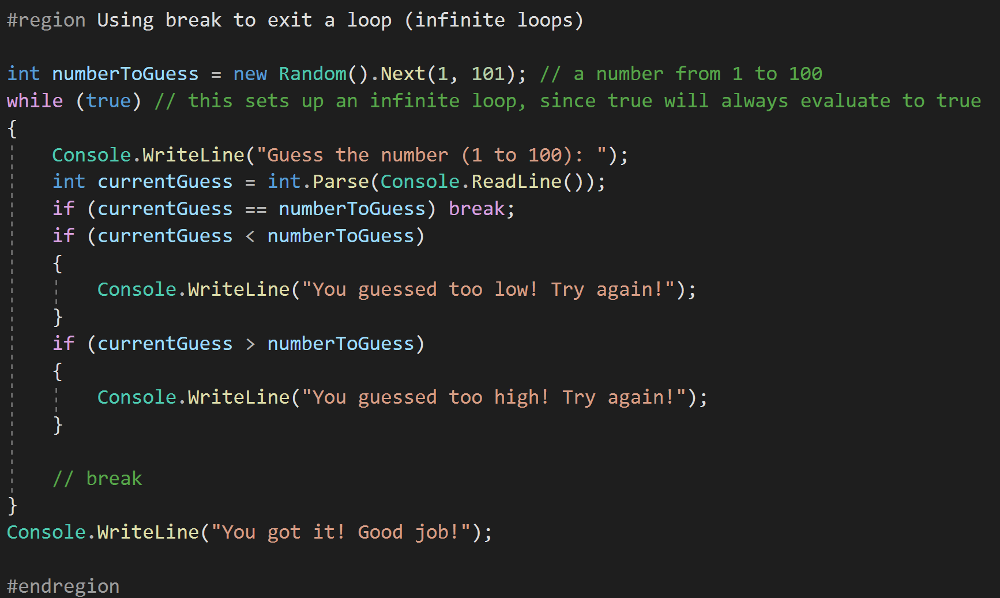 #region Using break to exit a loop (infinite loops)

int numberToGuess = new Random().Next(1, 101); // a number from 1 to 100
while (true) // this sets up an infinite loop, since true will always evaluate to true
{
    Console.WriteLine("Guess the number (1 to 100): ");
    int currentGuess = int.Parse(Console.ReadLine());
    if (currentGuess == numberToGuess) break;
    if (currentGuess < numberToGuess)
    {
        Console.WriteLine("You guessed too low! Try again!");
    }
    if (currentGuess > numberToGuess)
    {
        Console.WriteLine("You guessed too high! Try again!");
    }

    // break
}
Console.WriteLine("You got it! Good job!");

#endregion